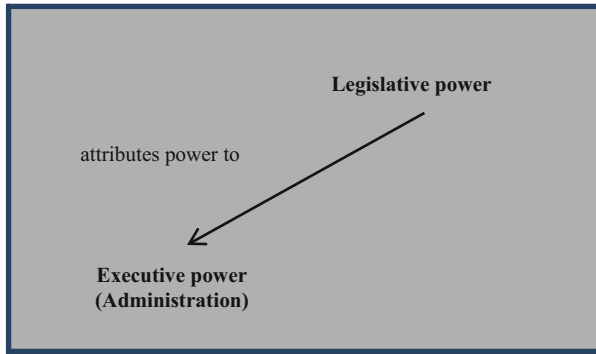 Legislative power
attributes power to
Executive power
(Administration)